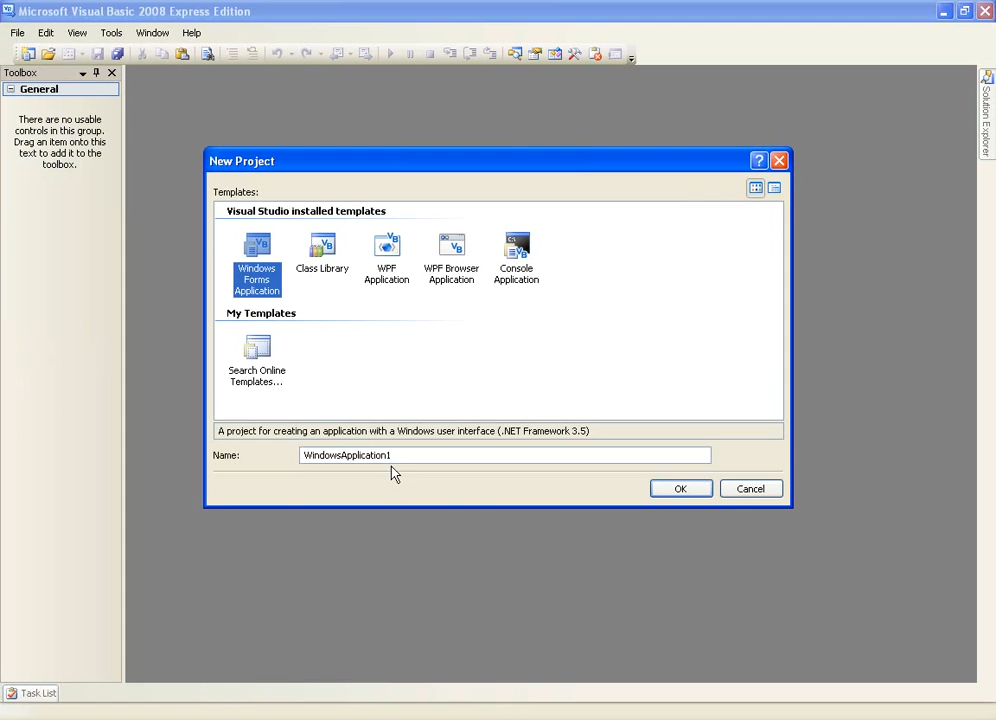 Microsoft Visual Basic 2008 Express Edition
File Edit View Tools Window Help
Toolbox
General
There are no usable
controls in this group.
Drag an item onto this
text to add it to the
toolbox.
Solution Explorer
New Project
Templates:
Visual Studio installed templates
Windows
Forms
Application
Class Library
WPF
Application
WPF Browser
Application
Console
Application
My Templates
Search Online
Templates...
A project for creating an application with a Windows user interface (.NET Framework 3.5)
Name: WindowsApplication1
OK Cancel
Task List